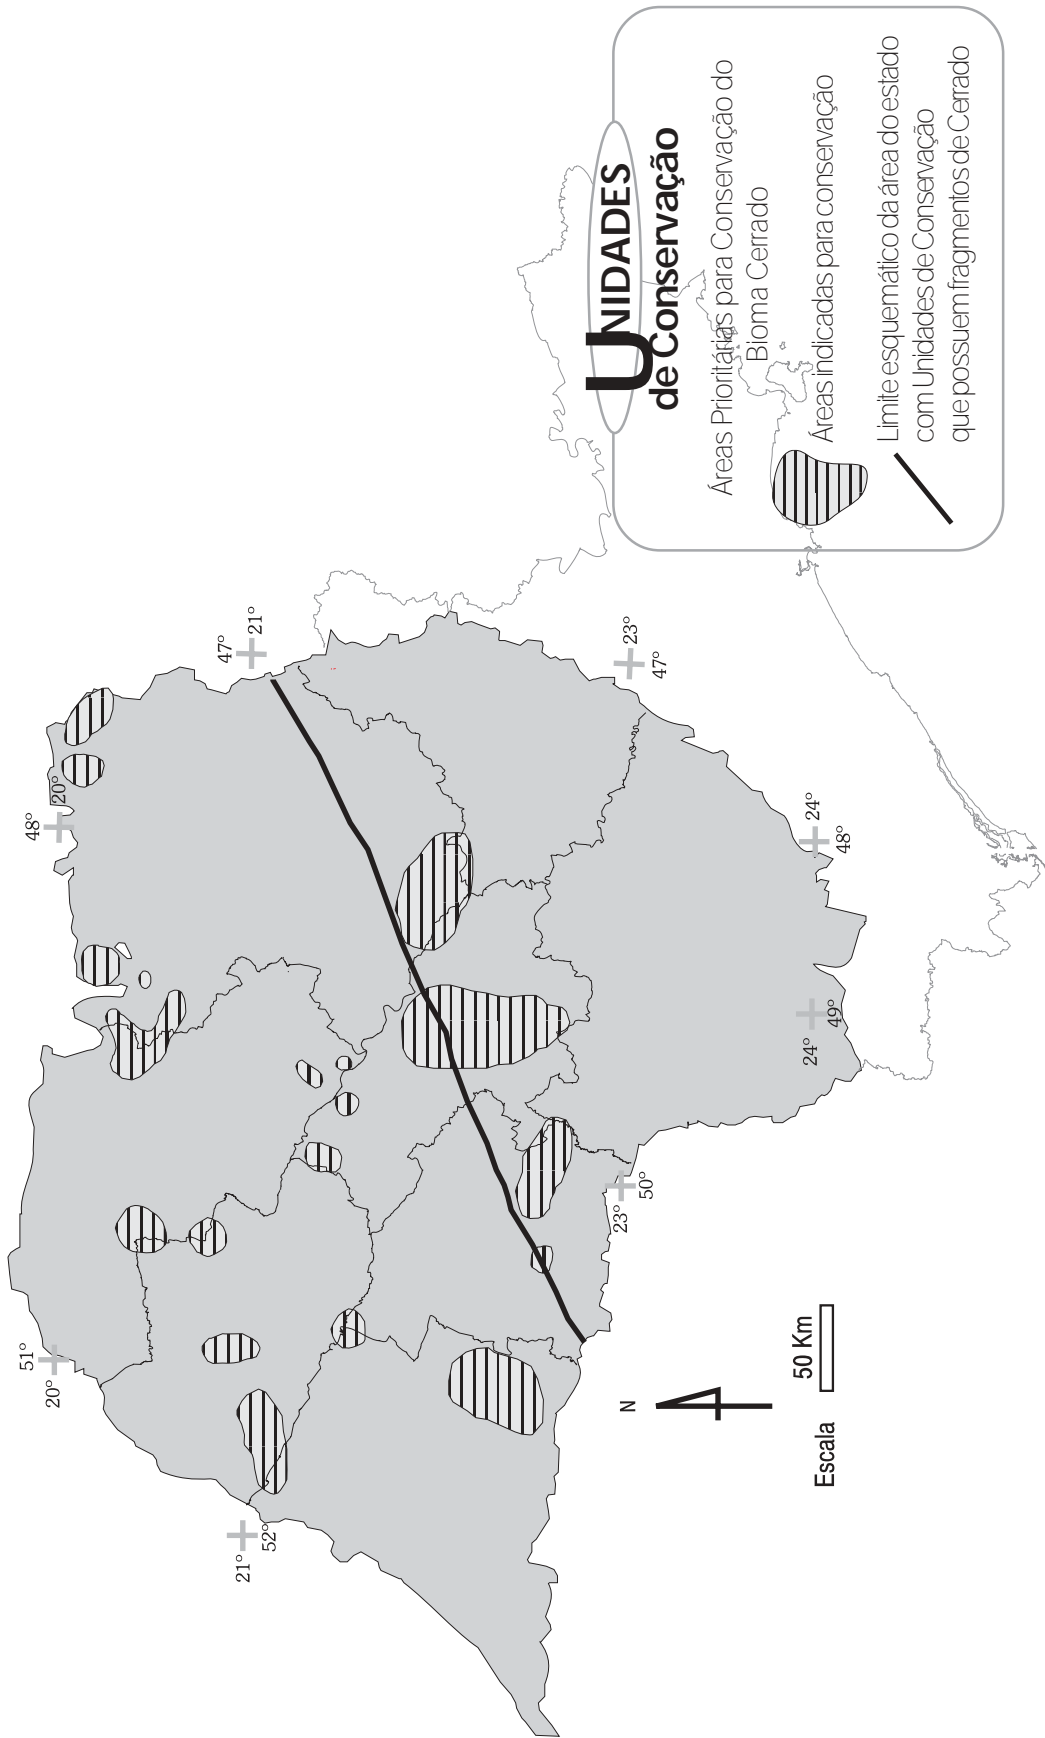 UNIDADES
de Conservação
Áreas Prioritárias para Conservação do
Bioma Cerrado
Áreas indicadas para conservação
Limite esquemático da área do estado
com Unidades de Conservação
que possuem fragmentos de Cerrado
51°
20°
48°
20°
47°
21°
21°
52°
47°
23°
23°
50°
24°
49°
24°
48°
N
Escala
50 Km